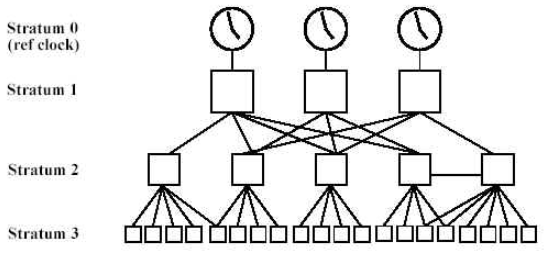 Stratum 0
(ref clock)
Stratum 1
Stratum 2
Stratum 3